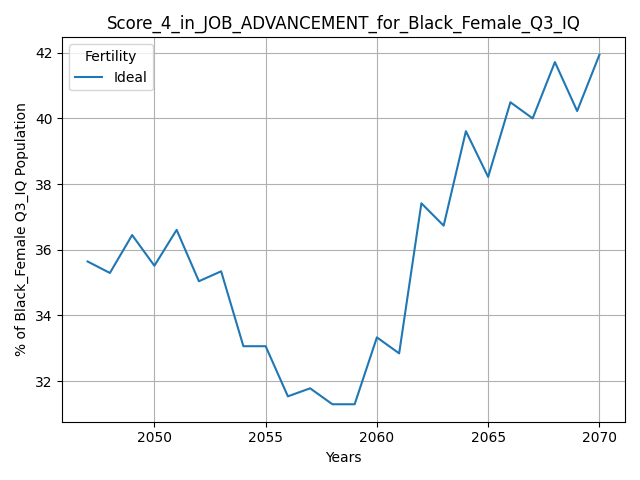 Score_4_in_JOB_ADVANCEMENT_for_Black_Female_Q3_IQ
Fertility
Ideal
% of Black_Female Q3_IQ Population
42
40
38
36
34
32
2050
2055
2060
2065
2070
Years